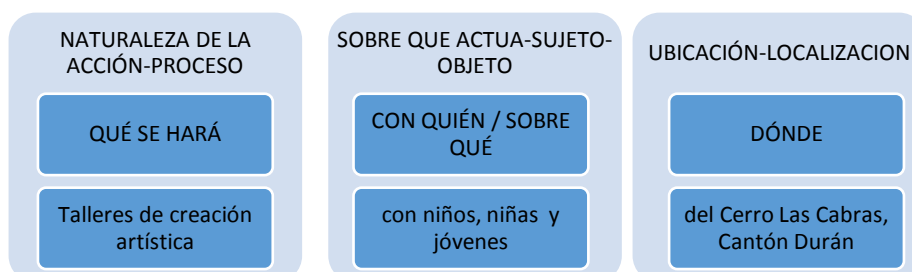 NATURALEZA DE LA
ACCIÓN-PROCESO
QUÉ SE HARÁ
Talleres de creación
artística
SOBRE QUE ACTUA-SUJETO-
OBJETO
CON QUIÉN / SOBRE
QUÉ
con niños, niñas y
jóvenes
UBICACIÓN-LOCALIZACION
DÓNDE
del Cerro Las Cabras,
Cantón Durán